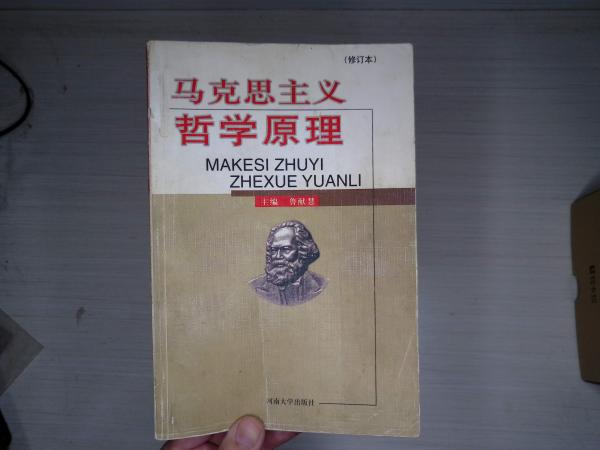 (修订本)
马克思主义
哲学原理
MAKESI ZHUYI
ZHEXUE YUANLI
主编 鲁献慧
河南大学出版社